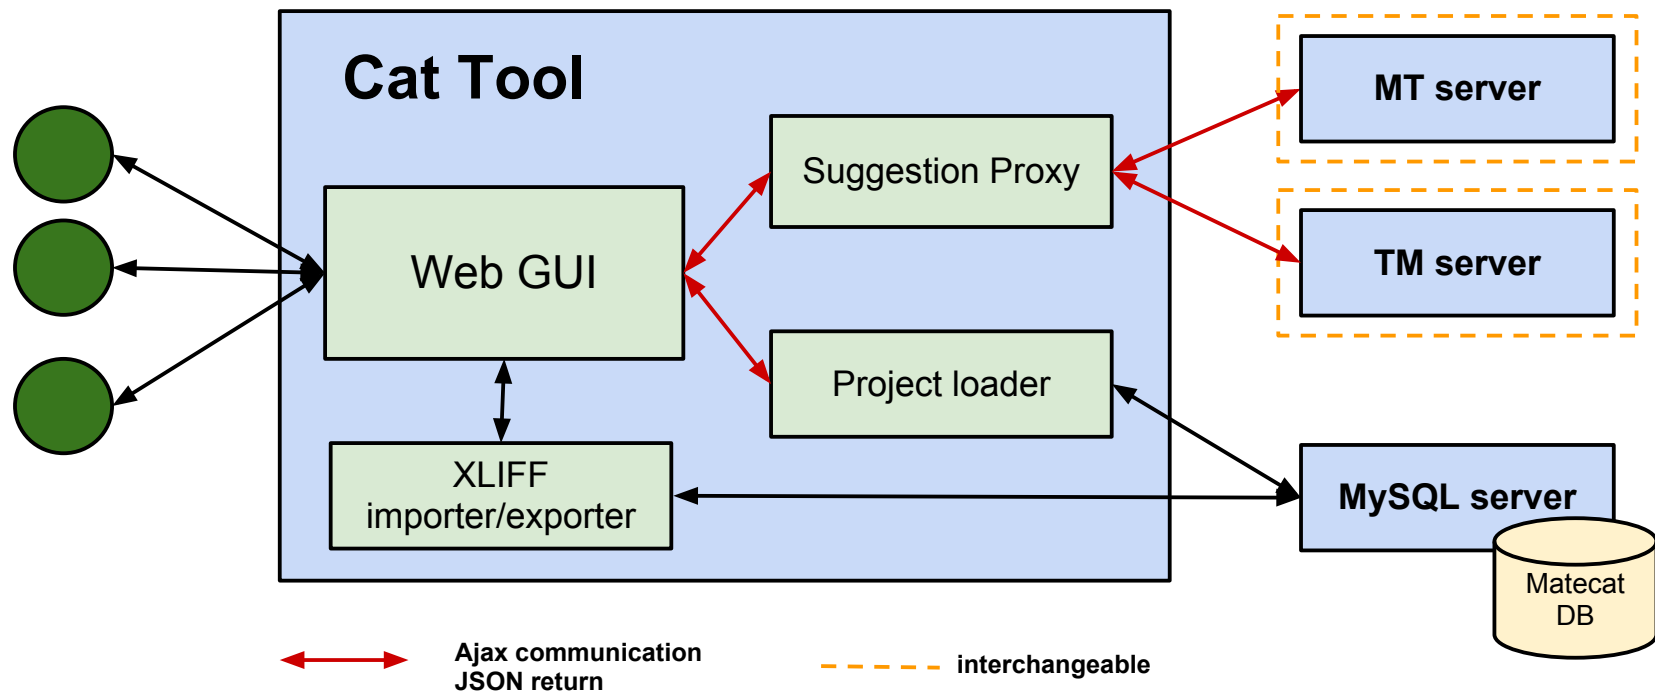 Cat Tool
MT server
Suggestion Proxy
TM server
Web GUI
Project loader
XLIFF
importer/exporter
MySQL server
Matecat
DB
Ajax communication
JSON return
interchangeable